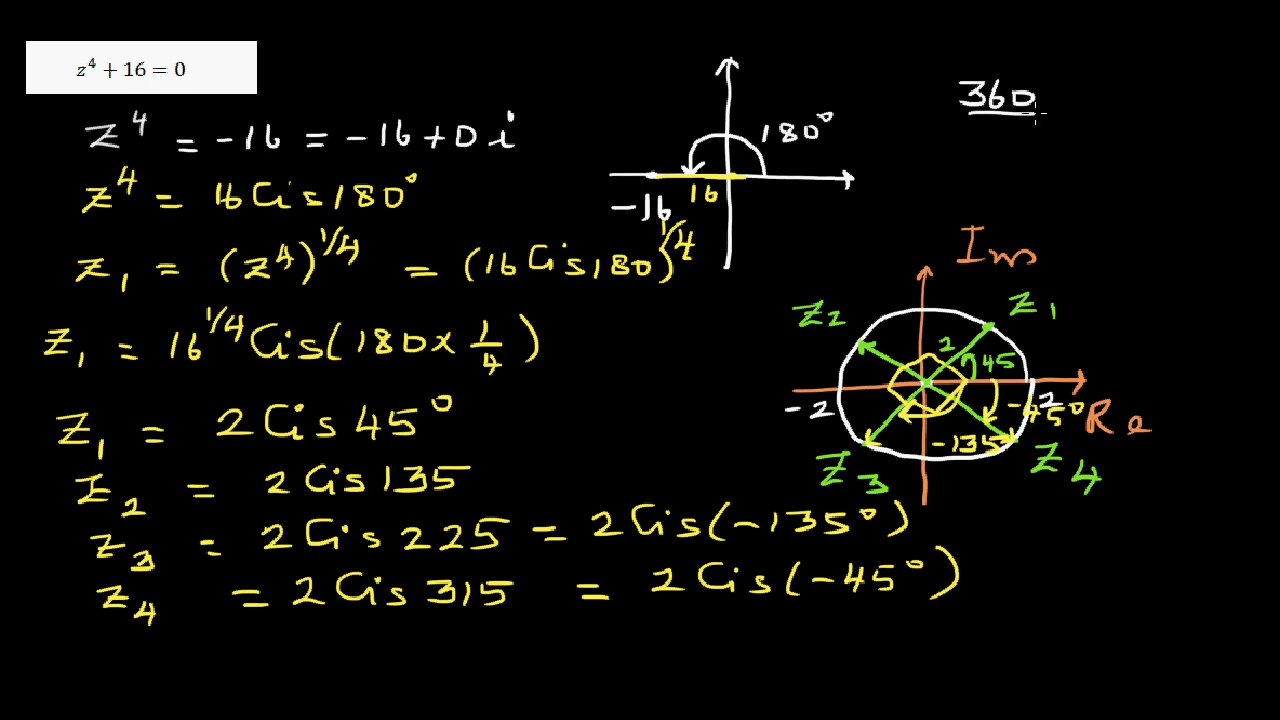 z⁴ + 16 = 0
Z⁴ = -16 = -16 + 0i
Z⁴ = 16 Cis 180°
Z₁ = (Z⁴)^1/4 = (16 Cis 180)^1/4
Z₁ = 16^1/4 Cis(180 × 1/4)
Z₁ = 2 Cis 45°
Z₂ = 2 Cis 135
Z₃ = 2 Cis 225 = 2 Cis(-135°)
Z₄ = 2 Cis 315 = 2 Cis(-45°)
180°
-16
16
360
Im
Z₂
Z₁
2
45
-2
2
-45°
Re
-135
Z₃
Z₄